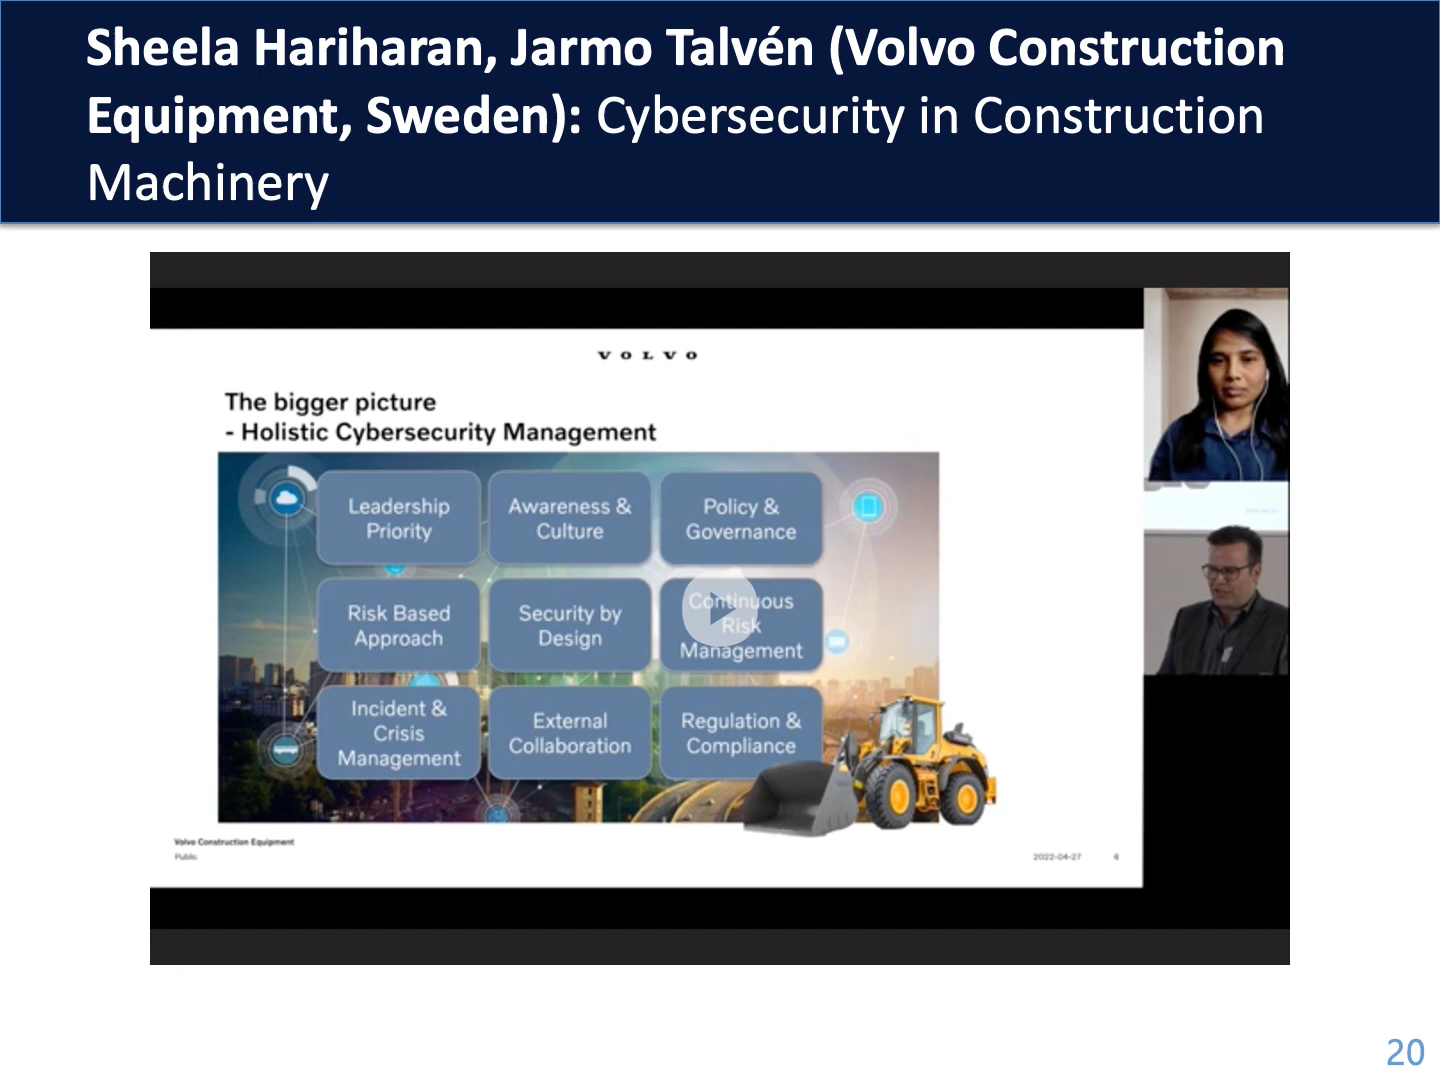 Sheela Hariharan, Jarmo Talvén (Volvo Construction
Equipment, Sweden): Cybersecurity in Construction
Machinery
VOLVO
The bigger picture
- Holistic Cybersecurity Management
Leadership
Priority
Awareness &
Culture
Policy &
Governance
Risk Based
Approach
Security by
Design
Continuous
Risk
Management
Incident &
Crisis
Management
External
Collaboration
Regulation &
Compliance
Volvo Construction Equipment
Public
2022-04-27
6
20